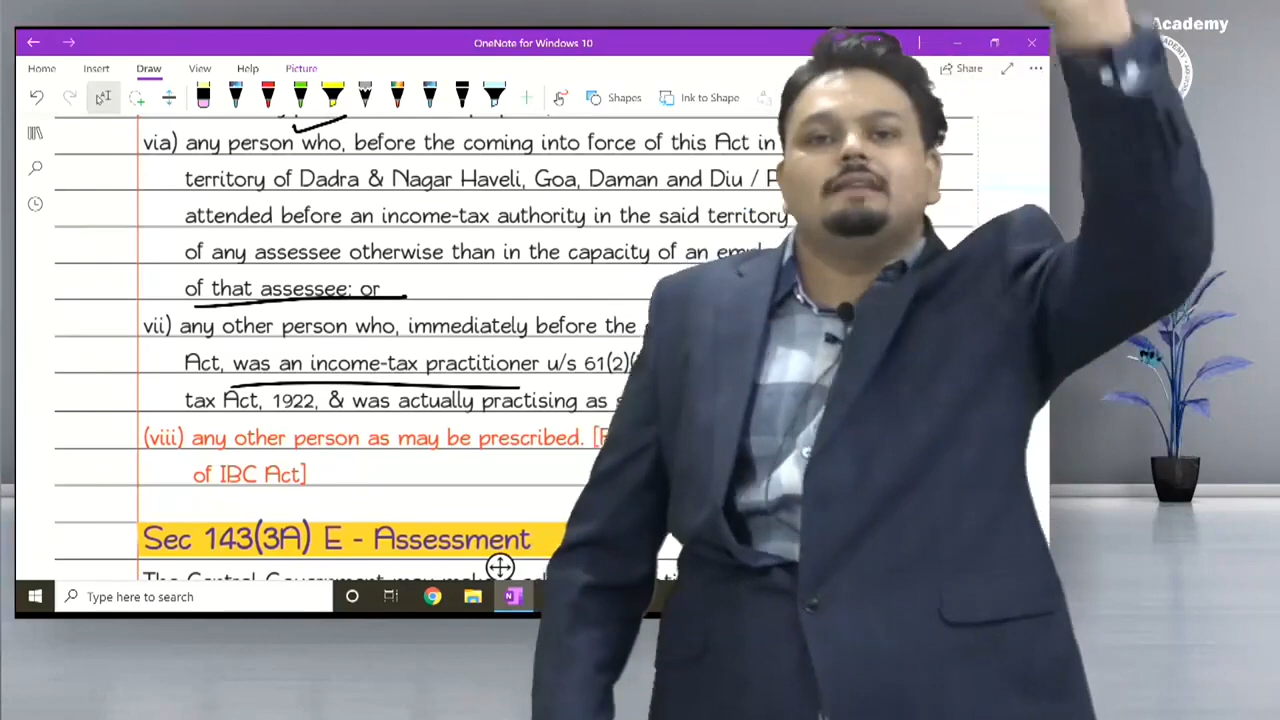 Academy
OneNote for Windows 10
Home Insert Draw View Help Picture Share
Shapes Ink to Shape
via) any person who, before the coming into force of this Act in
territory of Dadra & Nagar Haveli, Goa, Daman and Diu /
attended before an income-tax authority in the said territory
of any assessee otherwise than in the capacity of an
of that assessee: or
vii) any other person who, immediately before the
Act, was an income-tax practitioner u/s 61(2)(
tax Act, 1922, & was actually practising as
(viii) any other person as may be prescribed. [
of IBC Act]
Sec 143(3A) E - Assessment
The Central Government may
Type here to search